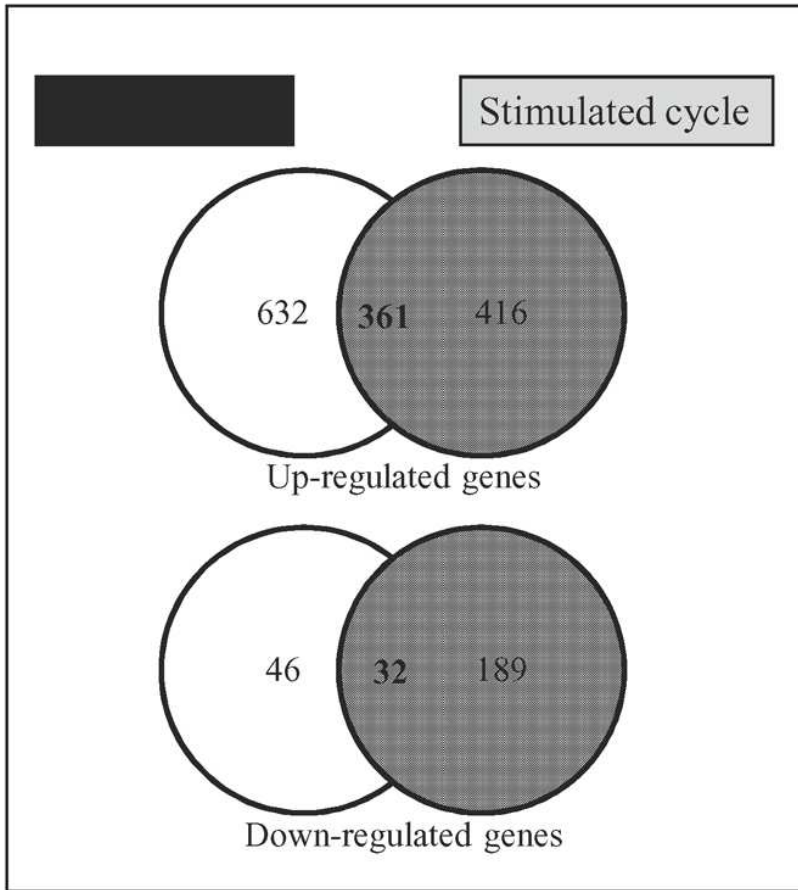 Stimulated cycle
632 361 416
Up-regulated genes
46 32 189
Down-regulated genes